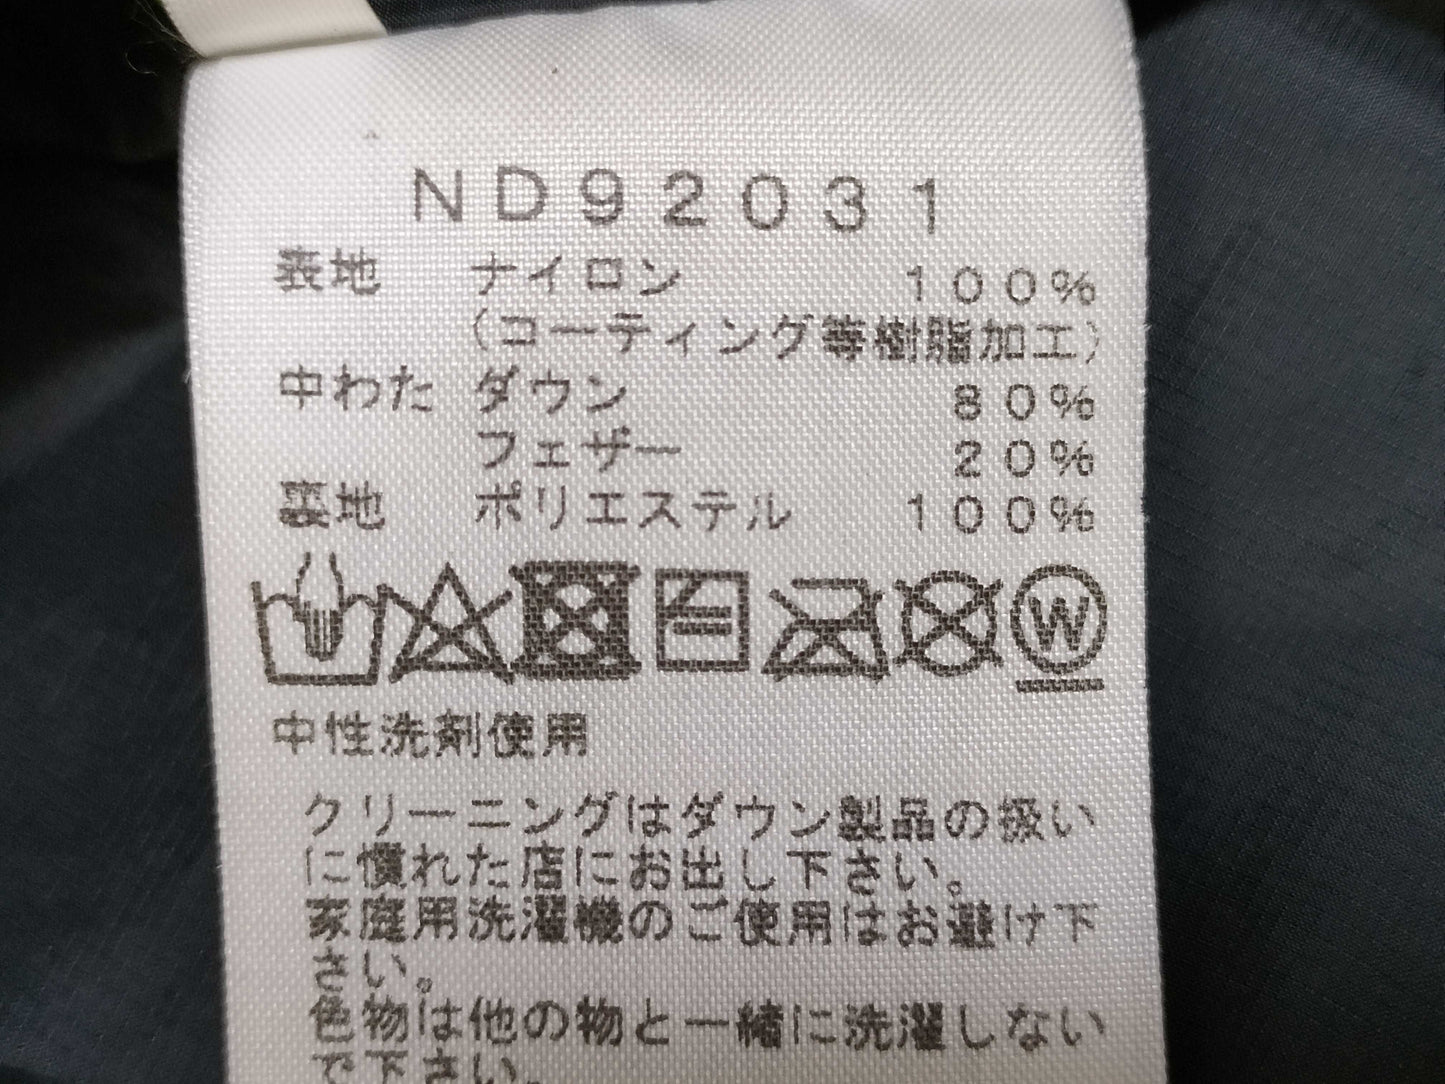 ND92031
表地 ナイロン 100%
(コーティング等樹脂加工)
中わた ダウン 80%
フェザー 20%
裏地 ポリエステル 100%
W
中性洗剤使用
クリーニングはダウン製品の扱い
に慣れた店にお出し下さい。
家庭用洗濯機のご使用はお避け下
さい。
色物は他の物と一緒に洗濯しない
で下さい。